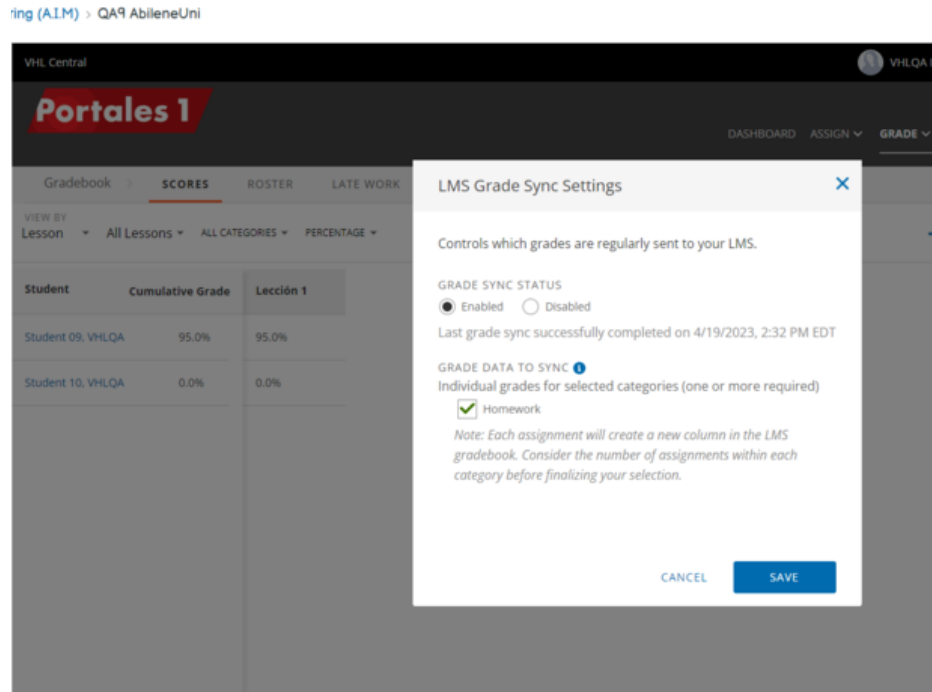 ring (A.I.M) > QA9 AbileneUni
VHL Central
VHLQA
Portales 1
DASHBOARD ASSIGN GRADE
Gradebook > SCORES ROSTER LATE WORK
VIEW BY
Lesson All Lessons ALL CATEGORIES PERCENTAGE
Student Cumulative Grade Lección 1
Student 09, VHLQA 95.0% 95.0%
Student 10, VHLQA 0.0% 0.0%
LMS Grade Sync Settings
Controls which grades are regularly sent to your LMS.
GRADE SYNC STATUS
Enabled Disabled
Last grade sync successfully completed on 4/19/2023, 2:32 PM EDT
GRADE DATA TO SYNC
Individual grades for selected categories (one or more required)
Homework
Note: Each assignment will create a new column in the LMS
gradebook. Consider the number of assignments within each
category before finalizing your selection.
CANCEL SAVE